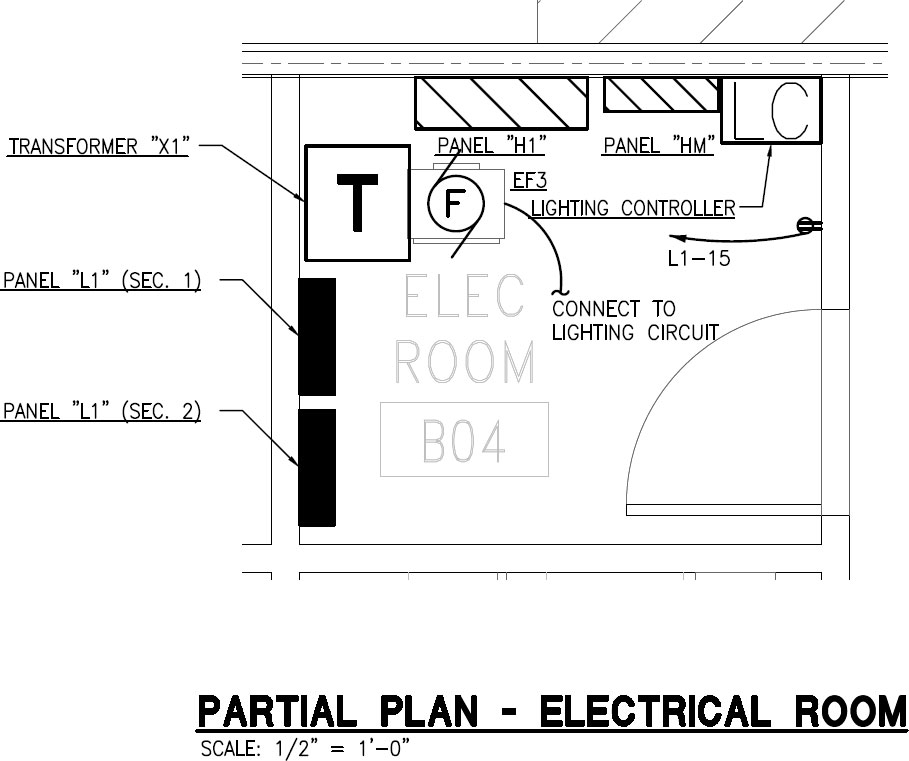 TRANSFORMER "X1"
PANEL "H1"
PANEL "HM"
T
F
EF3
LC
LIGHTING CONTROLLER
L1-15
PANEL "L1" (SEC. 1)
ELEC
ROOM
CONNECT TO
LIGHTING CIRCUIT
PANEL "L1" (SEC. 2)
B04
PARTIAL PLAN - ELECTRICAL ROOM
SCALE: 1/2" = 1'-0"